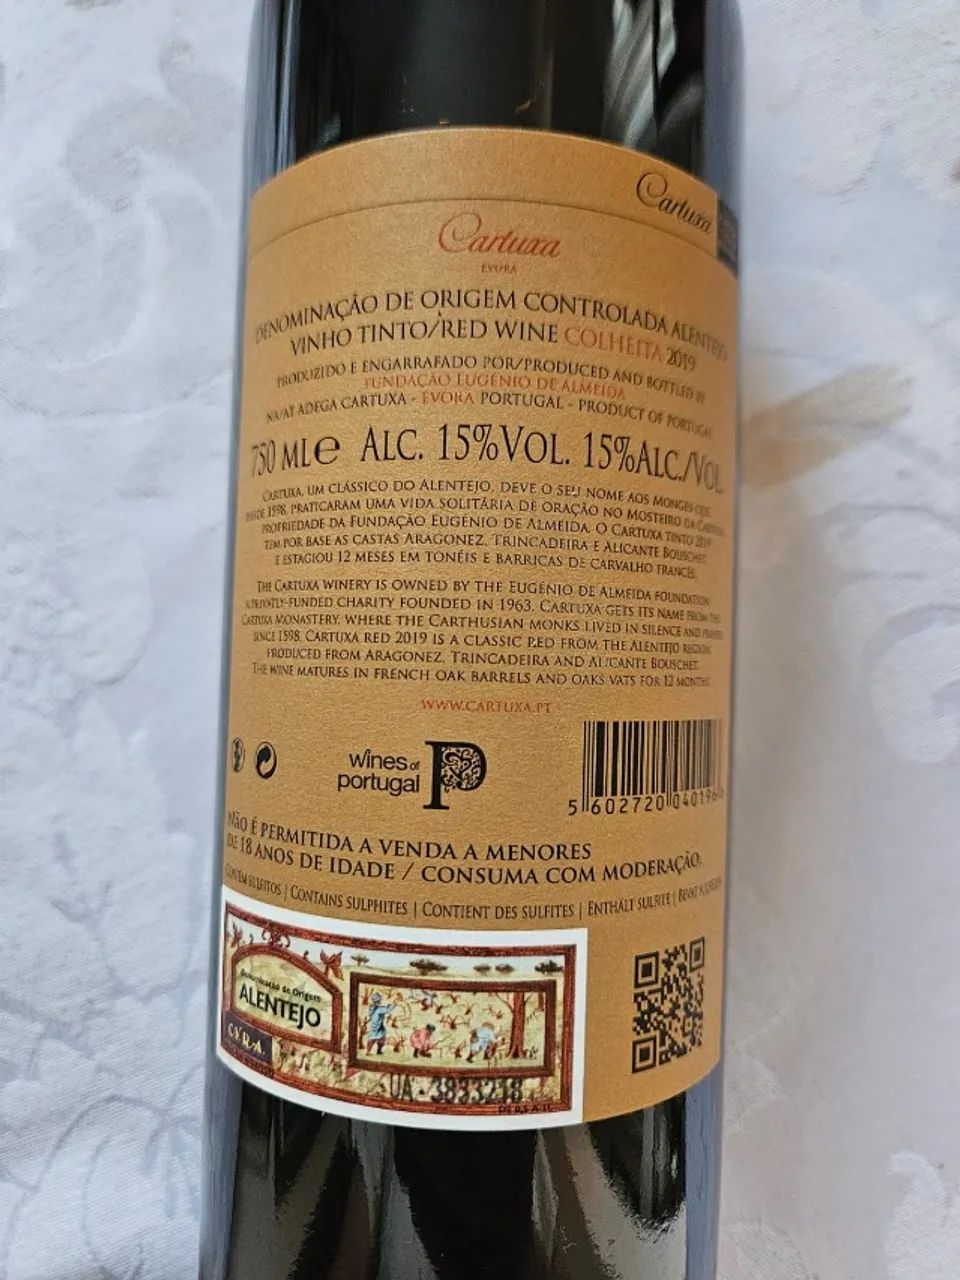 Cartuxa
Cartuxa
ÉVORA
DENOMINAÇÃO DE ORIGEM CONTROLADA ALENTEJO
VINHO TINTO/RED WINE COLHEITA 2019
PRODUZIDO E ENGARRAFADO POR/PRODUCED AND BOTTLED BY
FUNDAÇÃO EUGÉNIO DE ALMEIDA
NA/AT ADEGA CARTUXA - ÉVORA PORTUGAL - PRODUCT OF PORTUGAL
750 ML e ALC. 15%VOL. 15%ALC./VOL.
CARTUXA, UM CLÁSSICO DO ALENTEJO, DEVE O SEU NOME AOS MONGES QUE,
DESDE 1598, PRATICARAM UMA VIDA SOLITÁRIA DE ORAÇÃO NO MOSTEIRO DA CARTUXA.
PROPRIEDADE DA FUNDAÇÃO EUGÉNIO DE ALMEIDA, O CARTUXA TINTO 2019
TEM POR BASE AS CASTAS ARAGONEZ, TRINCADEIRA E ALICANTE BOUSCHET
E ESTAGIOU 12 MESES EM TONÉIS E BARRICAS DE CARVALHO FRANCÊS.
THE CARTUXA WINERY IS OWNED BY THE EUGÉNIO DE ALMEIDA FOUNDATION
A PRIVATLY-FUNDED CHARITY FOUNDED IN 1963. CARTUXA GETS ITS NAME FROM THE
CARTUXA MONASTERY, WHERE THE CARTHUSIAN MONKS LIVED IN SILENCE AND PRAYER
SINCE 1598. CARTUXA RED 2019 IS A CLASSIC RED FROM THE ALENTEJO REGION,
PRODUCED FROM ARAGONEZ, TRINCADEIRA AND ALICANTE BOUSCHET.
THE WINE MATURES IN FRENCH OAK BARRELS AND OAKS VATS FOR 12 MONTHS.
WWW.CARTUXA.PT
wines of
portugal
5 602720 040196
NÃO É PERMITIDA A VENDA A MENORES
DE 18 ANOS DE IDADE / CONSUMA COM MODERAÇÃO.
CONTÉM SULFITOS | CONTAINS SULPHITES | CONTIENT DES SULFITES | ENTHÄLT SULFITE |
Denominação de Origem
ALENTEJO
C.V.R.A.
UA - 3833218